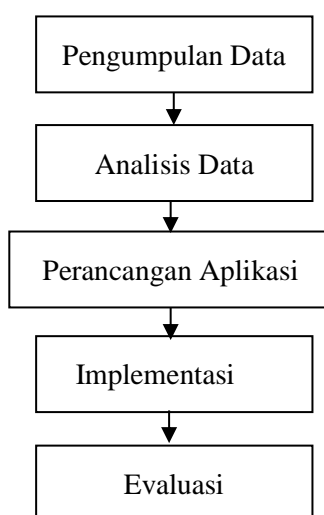 Pengumpulan Data
Analisis Data
Perancangan Aplikasi
Implementasi
Evaluasi